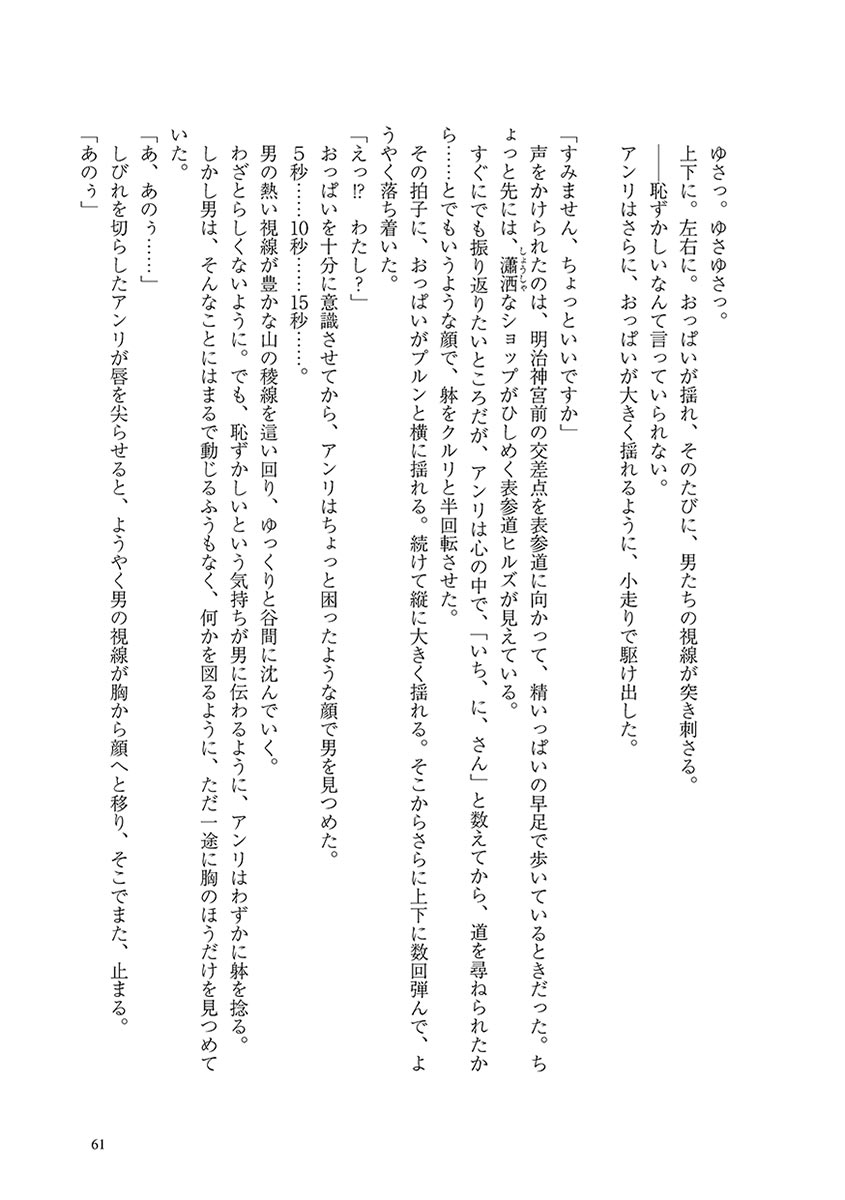 ゆさっ。ゆさゆさっ。
上下に。左右に。おっぱいが揺れ、そのたびに、男たちの視線が突き刺さる。
──恥ずかしいなんて言っていられない。
アンリはさらに、おっぱいが大きく揺れるように、小走りで駆け出した。
「すみません、ちょっといいですか」
声をかけられたのは、明治神宮前の交差点を表参道に向かって、精いっぱいの早足で歩いているときだった。ち
ょっと先には、瀟洒なショップがひしめく表参道ヒルズが見えている。
しょうしゃ
すぐにでも振り返りたいところだが、アンリは心の中で、「いち、に、さん」と数えてから、道を尋ねられたか
ら……とでもいうような顔で、躰をクルリと半回転させた。
その拍子に、おっぱいがプルンと横に揺れる。続けて縦に大きく揺れる。そこからさらに上下に数回弾んで、よ
うやく落ち着いた。
「えっ!? わたし?」
おっぱいを十分に意識させてから、アンリはちょっと困ったような顔で男を見つめた。
5秒……10秒……15秒……。
男の熱い視線が豊かな山の稜線を這い回り、ゆっくりと谷間に沈んでいく。
わざとらしくないように。でも、恥ずかしいという気持ちが男に伝わるように、アンリはわずかに躰を捻る。
しかし男は、そんなことにはまるで動じるふうもなく、何かを図るように、ただ一途に胸のほうだけを見つめて
いた。
「あ、あのぅ……」
しびれを切らしたアンリが唇を尖らせると、ようやく男の視線が胸から顔へと移り、そこでまた、止まる。
「あのぅ」
61